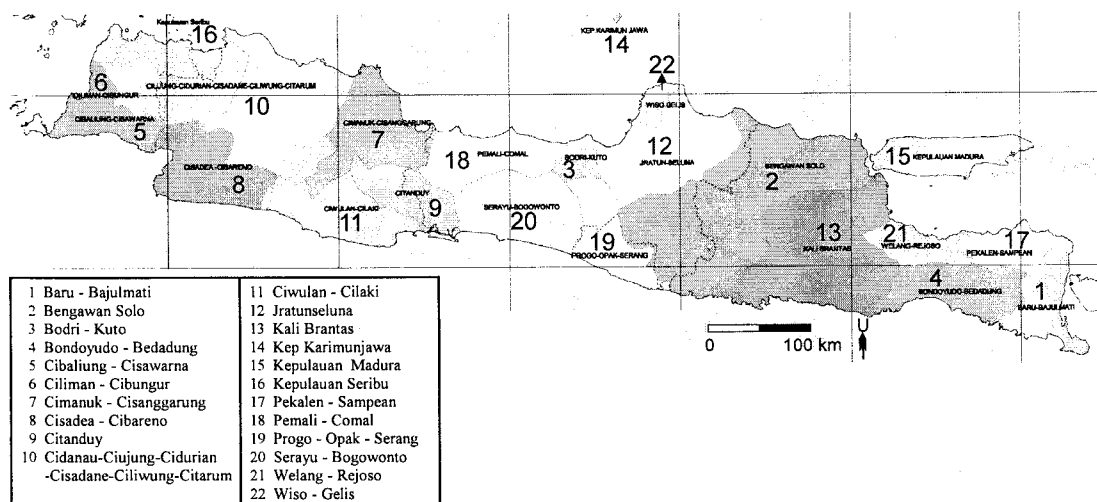 Kepulauan Seribu
16
KEP KARIMUN JAWA
14
22
6
CILIMAN-CIBUNGUR
CIUJUNG-CIDURIAN-CISADANE-CILIWUNG-CITARUM
10
WISO-GELIS
CIBALIUNG-CISAWARNA
5
CIMANUK-CISANGGARUNG
7
12
JRATUN-SELUNA
18
PEMALI-COMAL
BODRI-KUTO
3
15
KEPULAUAN MADURA
BENGAWAN SOLO
2
CISADEA-CIBARENO
8
CITANDUY
9
CIWULAN-CILAKI
11
SERAYU-BOGOWONTO
20
19
PROGO-OPAK-SERANG
13
KALI BRANTAS
21
WELANG-REJOSO
17
PEKALEN-SAMPEAN
4
BONDOYUDO-BEDADUNG
1
BARU-BAJULMATI
0 100 km
U
1 Baru - Bajulmati
2 Bengawan Solo
3 Bodri - Kuto
4 Bondoyudo - Bedadung
5 Cibaliung - Cisawarna
6 Ciliman - Cibungur
7 Cimanuk - Cisanggarung
8 Cisadea - Cibareno
9 Citanduy
10 Cidanau-Ciujung-Cidurian
-Cisadane-Ciliwung-Citarum
11 Ciwulan - Cilaki
12 Jratunseluna
13 Kali Brantas
14 Kep Karimunjawa
15 Kepulauan Madura
16 Kepulauan Seribu
17 Pekalen - Sampean
18 Pemali - Comal
19 Progo - Opak - Serang
20 Serayu - Bogowonto
21 Welang - Rejoso
22 Wiso - Gelis